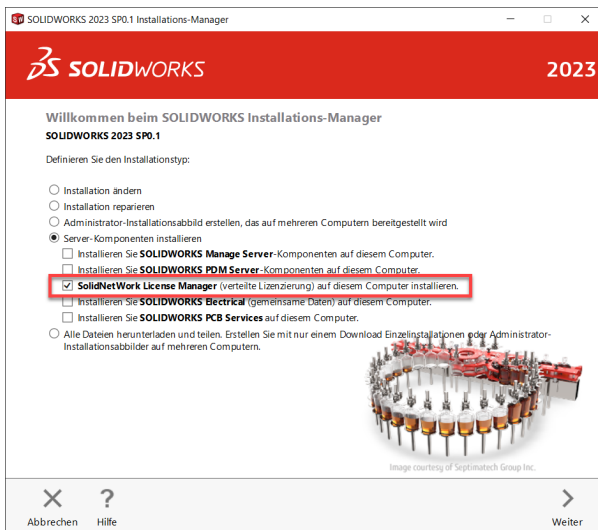 SOLIDWORKS 2023 SP0.1 Installations-Manager
SOLIDWORKS
2023
Willkommen beim SOLIDWORKS Installations-Manager
SOLIDWORKS 2023 SP0.1
Definieren Sie den Installationstyp:
Installation ändern
Installation reparieren
Administrator-Installationsabbild erstellen, das auf mehreren Computern bereitgestellt wird
Server-Komponenten installieren
Installieren Sie SOLIDWORKS Manage Server-Komponenten auf diesem Computer.
Installieren Sie SOLIDWORKS PDM Server-Komponenten auf diesem Computer.
SolidNetWork License Manager (verteilte Lizenzierung) auf diesem Computer installieren.
Installieren Sie SOLIDWORKS Electrical (gemeinsame Daten) auf diesem Computer.
Installieren Sie SOLIDWORKS PCB Services auf diesem Computer.
Alle Dateien herunterladen und teilen. Erstellen Sie mit nur einem Download Einzelinstallationen oder Administrator-
Installationsabbilder auf mehreren Computern.
Image courtesy of Septimatech Group Inc.
Abbrechen
Hilfe
Weiter